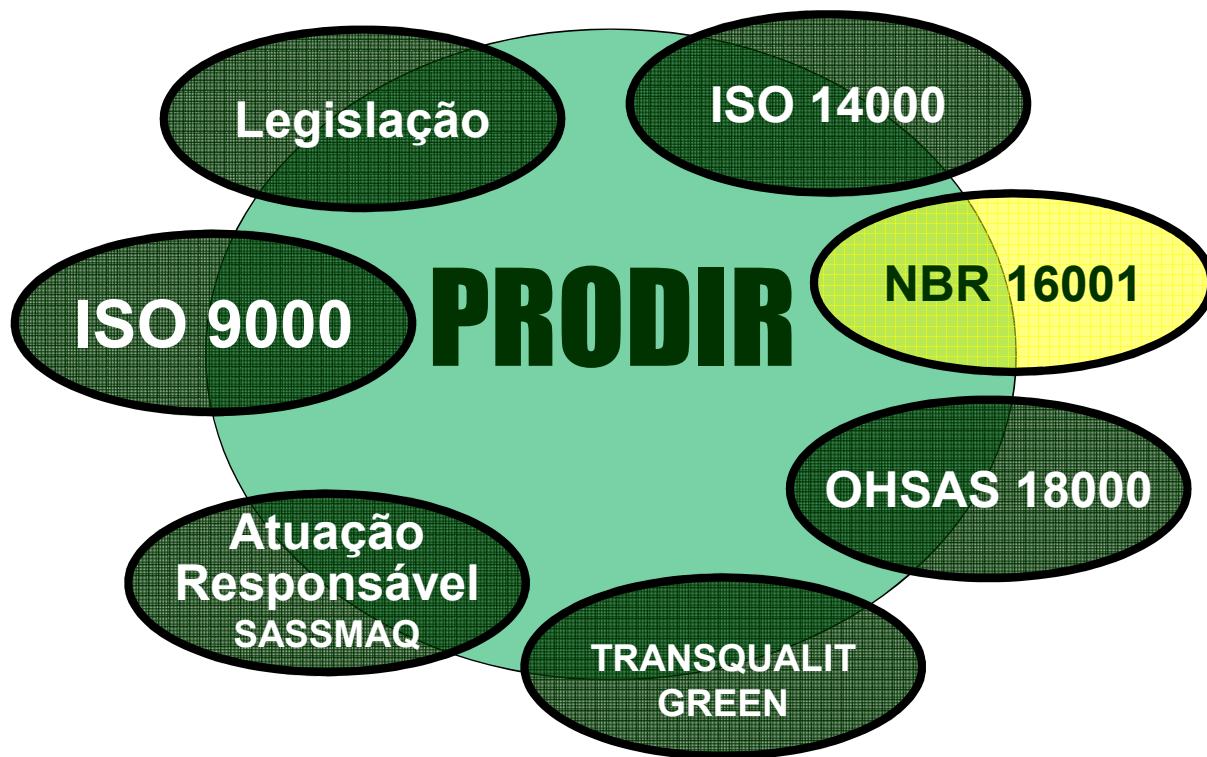 Legislação
ISO 14000
NBR 16001
ISO 9000
PRODIR
OHSAS 18000
Atuação
Responsável
SASSMAQ
TRANSQUALIT
GREEN